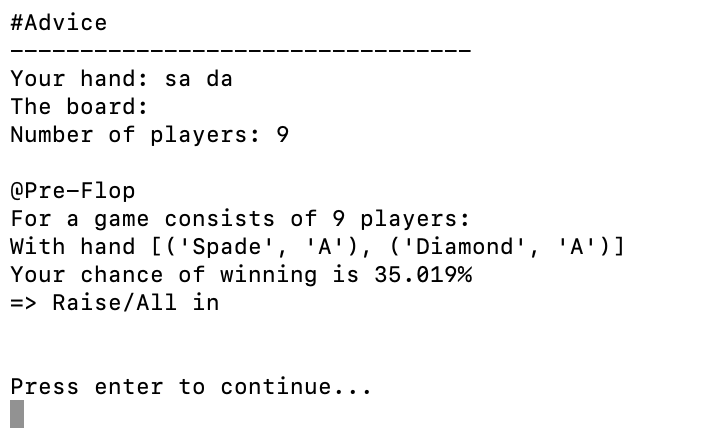 #Advice
---------------------------------
Your hand: sa da
The board:
Number of players: 9
@Pre-Flop
For a game consists of 9 players:
With hand [('Spade', 'A'), ('Diamond', 'A')]
Your chance of winning is 35.019%
=> Raise/All in
Press enter to continue...